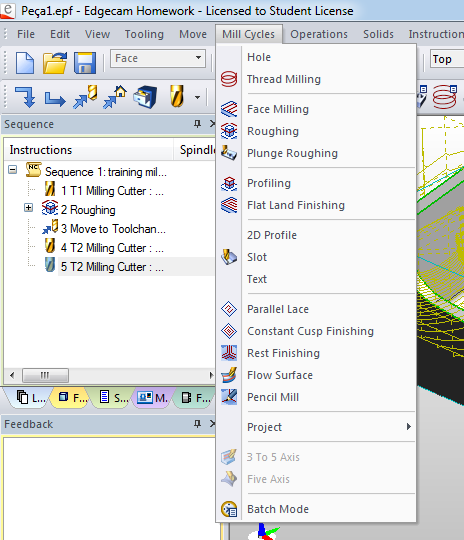 Peça1.epf - Edgecam Homework - Licensed to Student License
File Edit View Tooling Move Mill Cycles Operations Solids Instruction
Face
Top
Sequence
Instructions Spindl
Sequence 1: training mil...
1 T1 Milling Cutter : ...
2 Roughing
3 Move to Toolchan...
4 T2 Milling Cutter : ...
5 T2 Milling Cutter : ...
L... F... S... M. F...
Feedback
Hole
Thread Milling
Face Milling
Roughing
Plunge Roughing
Profiling
Flat Land Finishing
2D Profile
Slot
Text
Parallel Lace
Constant Cusp Finishing
Rest Finishing
Flow Surface
Pencil Mill
Project
3 To 5 Axis
Five Axis
Batch Mode